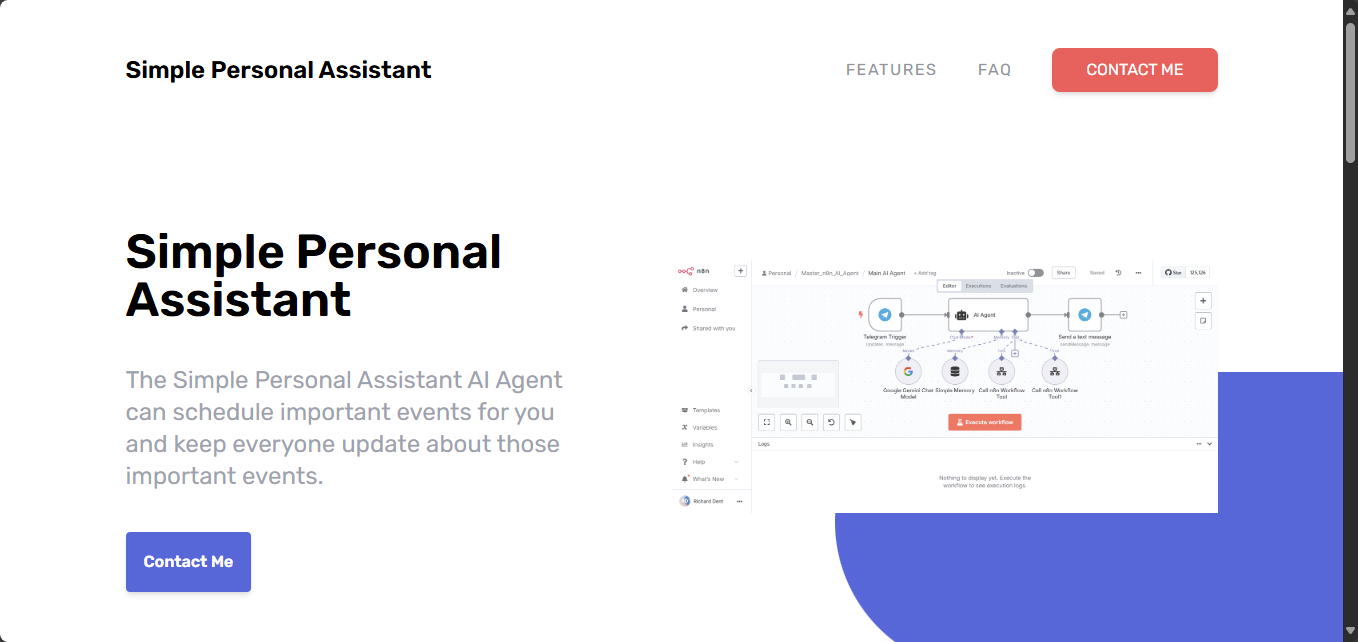 Simple Personal Assistant
FEATURES
FAQ
CONTACT ME
Simple Personal
Assistant
The Simple Personal Assistant AI Agent
can schedule important events for you
and keep everyone update about those
important events.
Contact Me
n8n
Overview
Personal
Shared with you
Templates
Variables
Insights
Help
What's New
Richard Dent
Personal / Master_n8n_AI_Agent / Main AI Agent + Add tag
Inactive
Share
Saved
Star
125,126
Editor
Executions
Evaluations
Telegram Trigger
Updates: message
AI Agent
Chat Model*
Memory
Tool
Send a text message
sendMessage: message
Model
Memory
Tool
Tool
Google Gemini Chat
Model
Simple Memory
Call n8n Workflow
Tool
Call n8n Workflow
Tool1
Execute workflow
Logs
Nothing to display yet. Execute the
workflow to see execution logs.